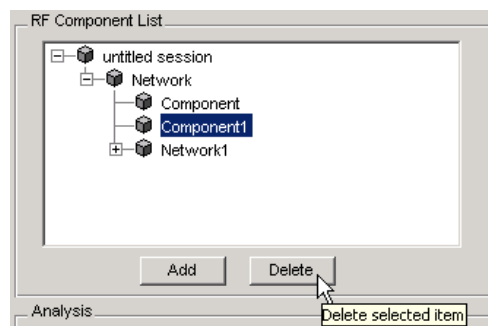 RF Component List
untitled session
Network
Component
Component1
Network1
Add Delete
Analysis
Delete selected item